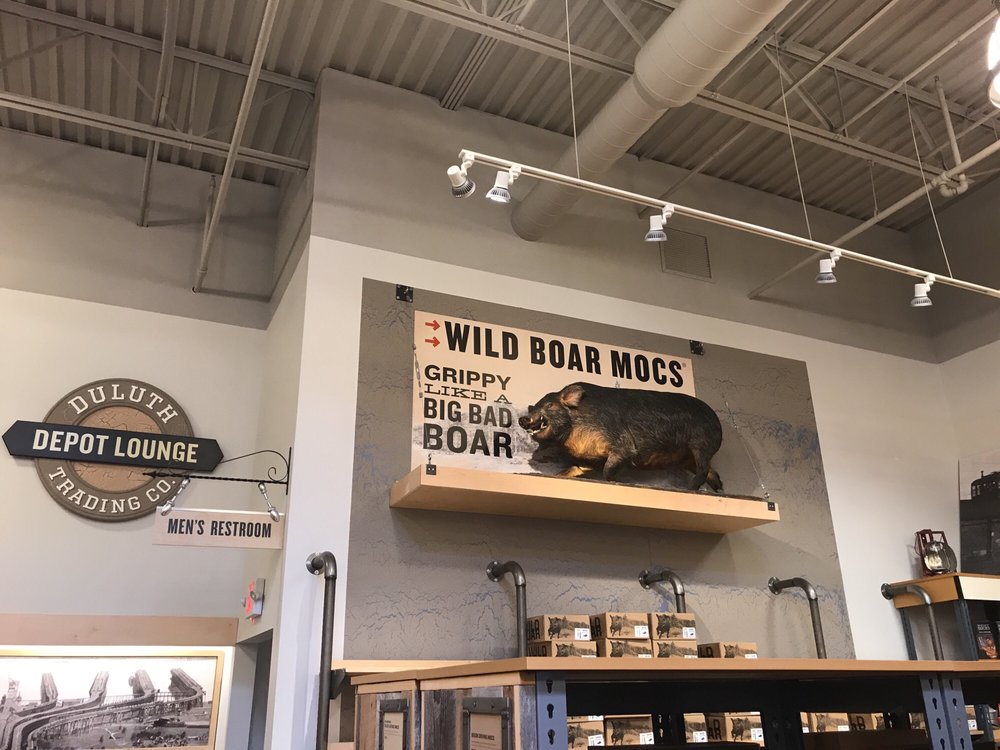 WILD BOAR MOCS®
GRIPPY
LIKE A
BIG BAD
BOAR
DULUTH
DEPOT LOUNGE
TRADING CO.
MEN'S RESTROOM